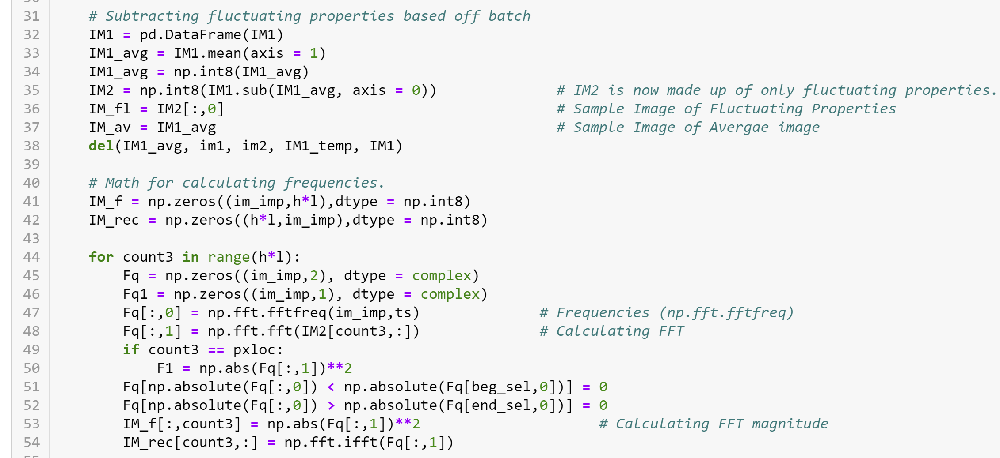 31 # Subtracting fluctuating properties based off batch
32 IM1 = pd.DataFrame(IM1)
33 IM1_avg = IM1.mean(axis = 1)
34 IM1_avg = np.int8(IM1_avg)
35 IM2 = np.int8(IM1.sub(IM1_avg, axis = 0)) # IM2 is now made up of only fluctuating properties.
36 IM_fl = IM2[:,0] # Sample Image of Fluctuating Properties
37 IM_av = IM1_avg # Sample Image of Avergae image
38 del(IM1_avg, im1, im2, IM1_temp, IM1)
39
40 # Math for calculating frequencies.
41 IM_f = np.zeros((im_imp,h*l),dtype = np.int8)
42 IM_rec = np.zeros((h*l,im_imp),dtype = np.int8)
43
44 for count3 in range(h*l):
45 Fq = np.zeros((im_imp,2), dtype = complex)
46 Fq1 = np.zeros((im_imp,1), dtype = complex)
47 Fq[:,0] = np.fft.fftfreq(im_imp,ts) # Frequencies (np.fft.fftfreq)
48 Fq[:,1] = np.fft.fft(IM2[count3,:]) # Calculating FFT
49 if count3 == pxloc:
50 F1 = np.abs(Fq[:,1])**2
51 Fq[np.absolute(Fq[:,0]) < np.absolute(Fq[beg_sel,0])] = 0
52 Fq[np.absolute(Fq[:,0]) > np.absolute(Fq[end_sel,0])] = 0
53 IM_f[:,count3] = np.abs(Fq[:,1])**2 # Calculating FFT magnitude
54 IM_rec[count3,:] = np.fft.ifft(Fq[:,1])